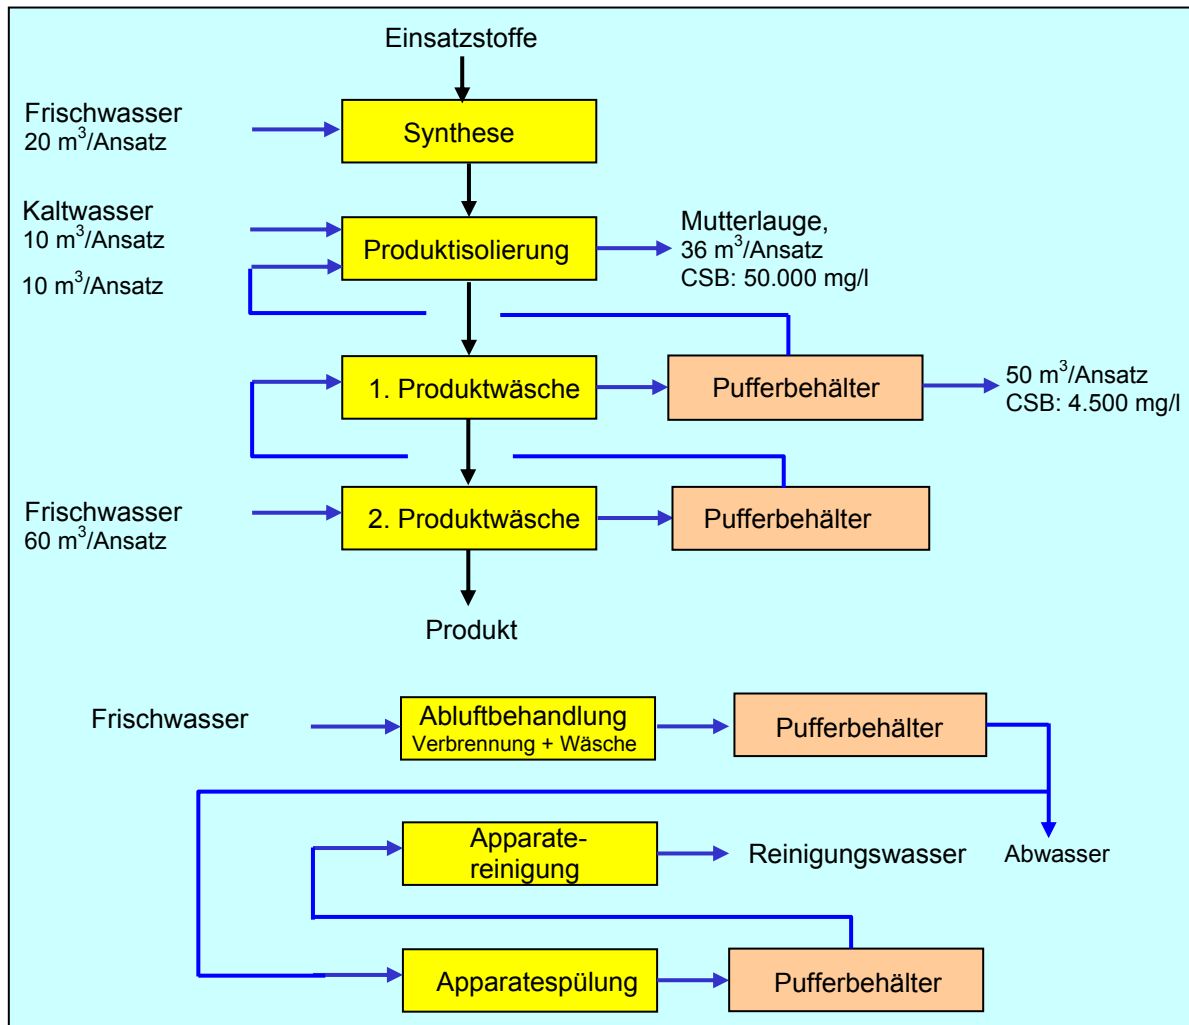 Einsatzstoffe
Frischwasser
20 m³/Ansatz
Synthese
Kaltwasser
10 m³/Ansatz
10 m³/Ansatz
Produktisolierung
Mutterlauge,
36 m³/Ansatz
CSB: 50.000 mg/l
1. Produktwäsche
Pufferbehälter
50 m³/Ansatz
CSB: 4.500 mg/l
Frischwasser
60 m³/Ansatz
2. Produktwäsche
Pufferbehälter
Produkt
Frischwasser
Abluftbehandlung
Verbrennung + Wäsche
Pufferbehälter
Apparate-
reinigung
Reinigungswasser
Abwasser
Apparatespülung
Pufferbehälter